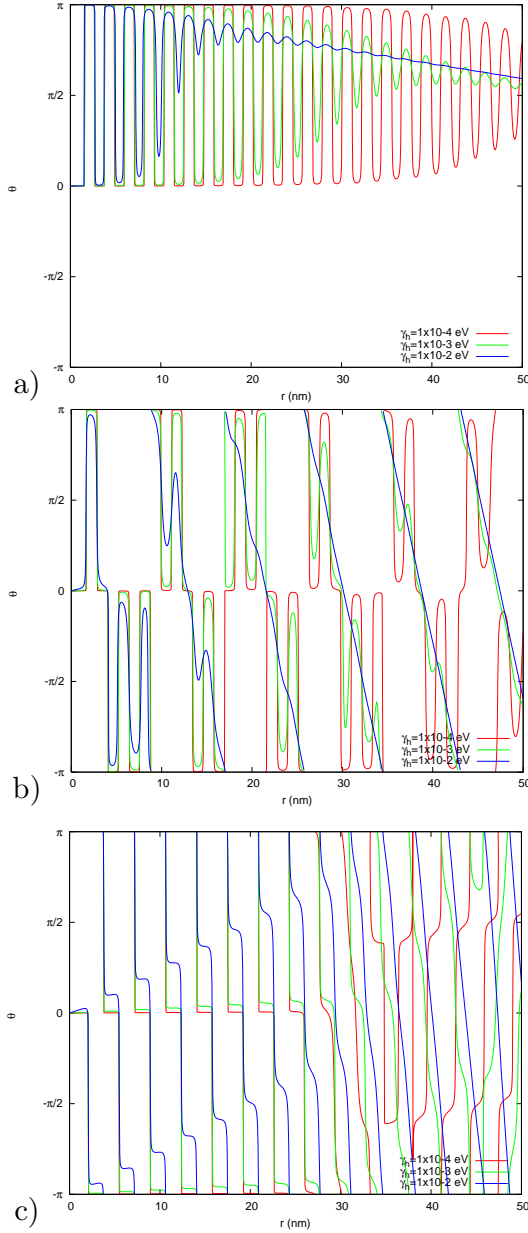 π
π/2
θ
0
-π/2
-π
γh=1x10-4 eV
γh=1x10-3 eV
γh=1x10-2 eV
0 10 20 30 40 50
r (nm)
a)
π
π/2
θ
0
-π/2
-π
γh=1x10-4 eV
γh=1x10-3 eV
γh=1x10-2 eV
0 10 20 30 40 50
r (nm)
b)
π
π/2
θ
0
-π/2
-π
γh=1x10-4 eV
γh=1x10-3 eV
γh=1x10-2 eV
0 10 20 30 40 50
r (nm)
c)